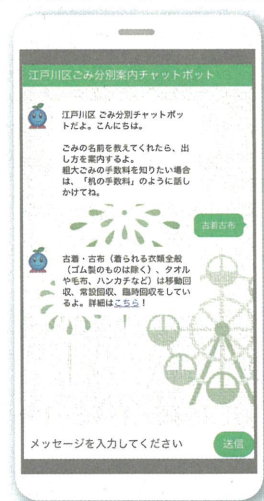 江戸川区ごみ分別案内チャットボット
江戸川区 ごみ分別チャットボッ
トだよ。こんにちは。
ごみの名前を教えてくれたら、出
し方を案内するよ。
粗大ごみの手数料を知りたい場合
は、「机の手数料」のように話し
かけてね。
古着古布
古着・古布(着られる衣類全般
(ゴム製のものは除く)、タオル
や毛布、ハンカチなど)は移動回
収、常設回収、臨時回収をしてい
るよ。詳細はこちら!
メッセージを入力してください
送信